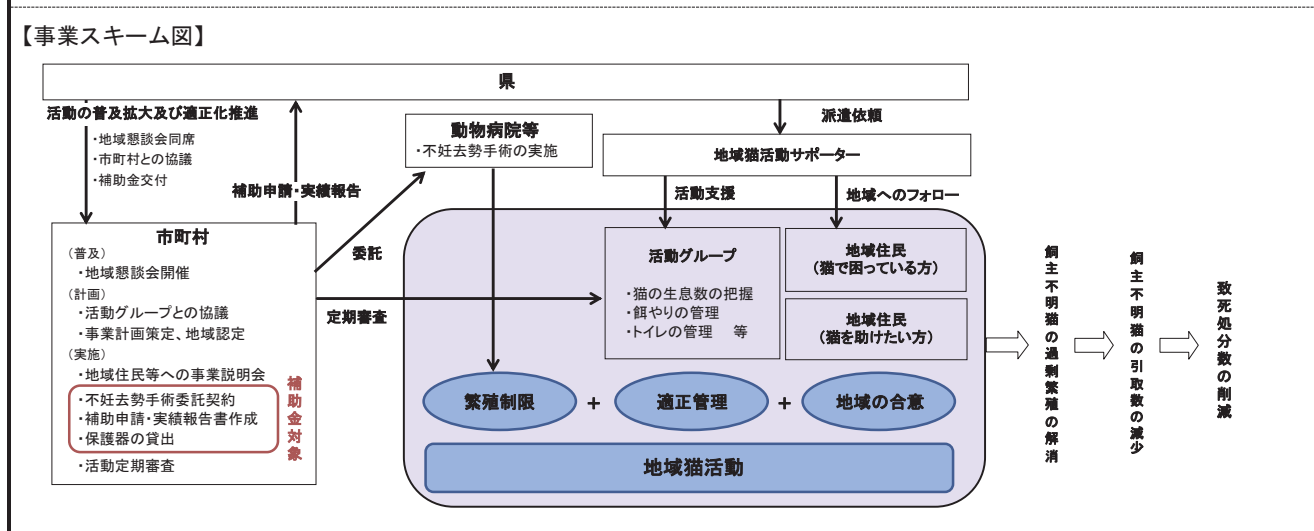 【事業スキーム図】
県
活動の普及拡大及び適正化推進
・地域懇談会同席
・市町村との協議
・補助金交付
補助申請・実績報告
動物病院等
・不妊去勢手術の実施
派遣依頼
地域猫活動サポーター
活動支援
地域へのフォロー
市町村
（普及）
・地域懇談会開催
（計画）
・活動グループとの協議
・事業計画策定、地域認定
（実施）
・地域住民等への事業説明会
・不妊去勢手術委託契約
・補助申請・実績報告書作成
・保護器の貸出
補助金対象
・活動定期審査
委託
定期審査
活動グループ
・猫の生息数の把握
・餌やりの管理
・トイレの管理　等
地域住民
（猫で困っている方）
地域住民
（猫を助けたい方）
繁殖制限
+
適正管理
+
地域の合意
地域猫活動
飼主不明猫の過剰繁殖の解消
飼主不明猫の引取数の減少
致死処分数の削減